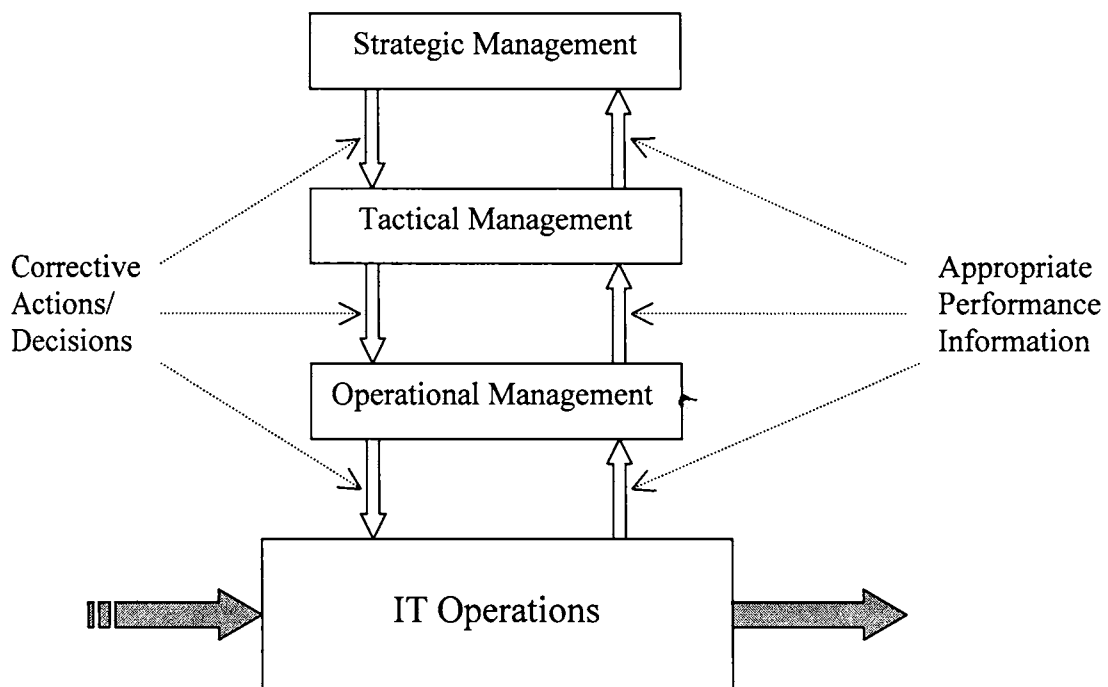 Strategic Management
Tactical Management
Corrective
Actions/
Decisions
Appropriate
Performance
Information
Operational Management
IT Operations